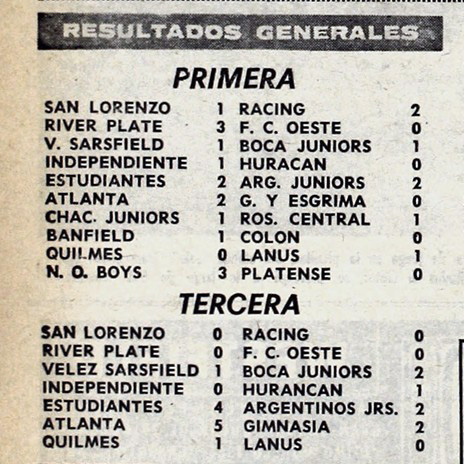 RESULTADOS GENERALES
PRIMERA
SAN LORENZO 1 RACING 2
RIVER PLATE 3 F. C. OESTE 0
V. SARSFIELD 1 BOCA JUNIORS 1
INDEPENDIENTE 1 HURACAN 0
ESTUDIANTES 2 ARG. JUNIORS 2
ATLANTA 2 G. Y ESGRIMA 0
CHAC. JUNIORS 1 ROS. CENTRAL 1
BANFIELD 1 COLON 0
QUILMES 0 LANUS 1
N. O. BOYS 3 PLATENSE 0
TERCERA
SAN LORENZO 0 RACING 0
RIVER PLATE 0 F. C. OESTE 0
VELEZ SARSFIELD 1 BOCA JUNIORS 2
INDEPENDIENTE 0 HURANCAN 1
ESTUDIANTES 4 ARGENTINOS JRS. 2
ATLANTA 5 GIMNASIA 2
QUILMES 1 LANUS 0